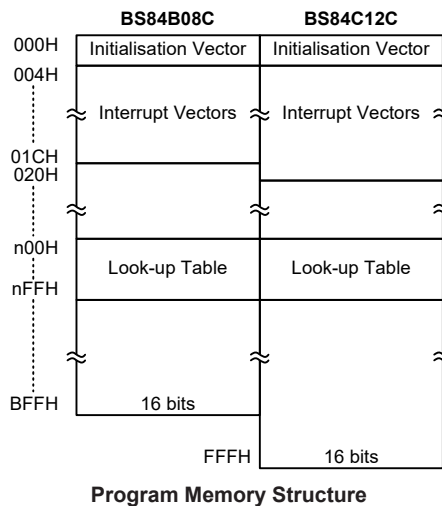 BS84B08C BS84C12C
000H Initialisation Vector Initialisation Vector
004H
Interrupt Vectors Interrupt Vectors
01CH
020H
n00H
Look-up Table Look-up Table
nFFH
BFFH 16 bits
FFFH 16 bits
Program Memory Structure